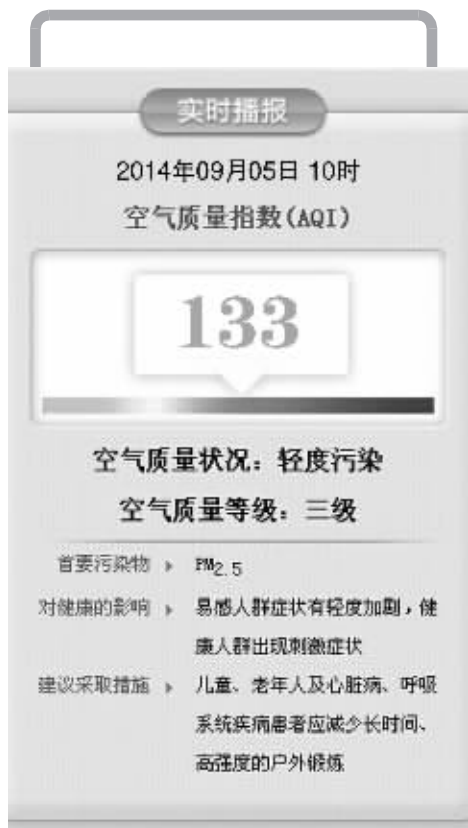 实时播报
2014年09月05日 10时
空气质量指数(AQI)
133
空气质量状况：轻度污染
空气质量等级：三级
首要污染物 PM2.5
对健康的影响 易感人群症状有轻度加剧，健
康人群出现刺激症状
建议采取措施 儿童、老年人及心脏病、呼吸
系统疾病患者应减少长时间、
高强度的户外锻炼